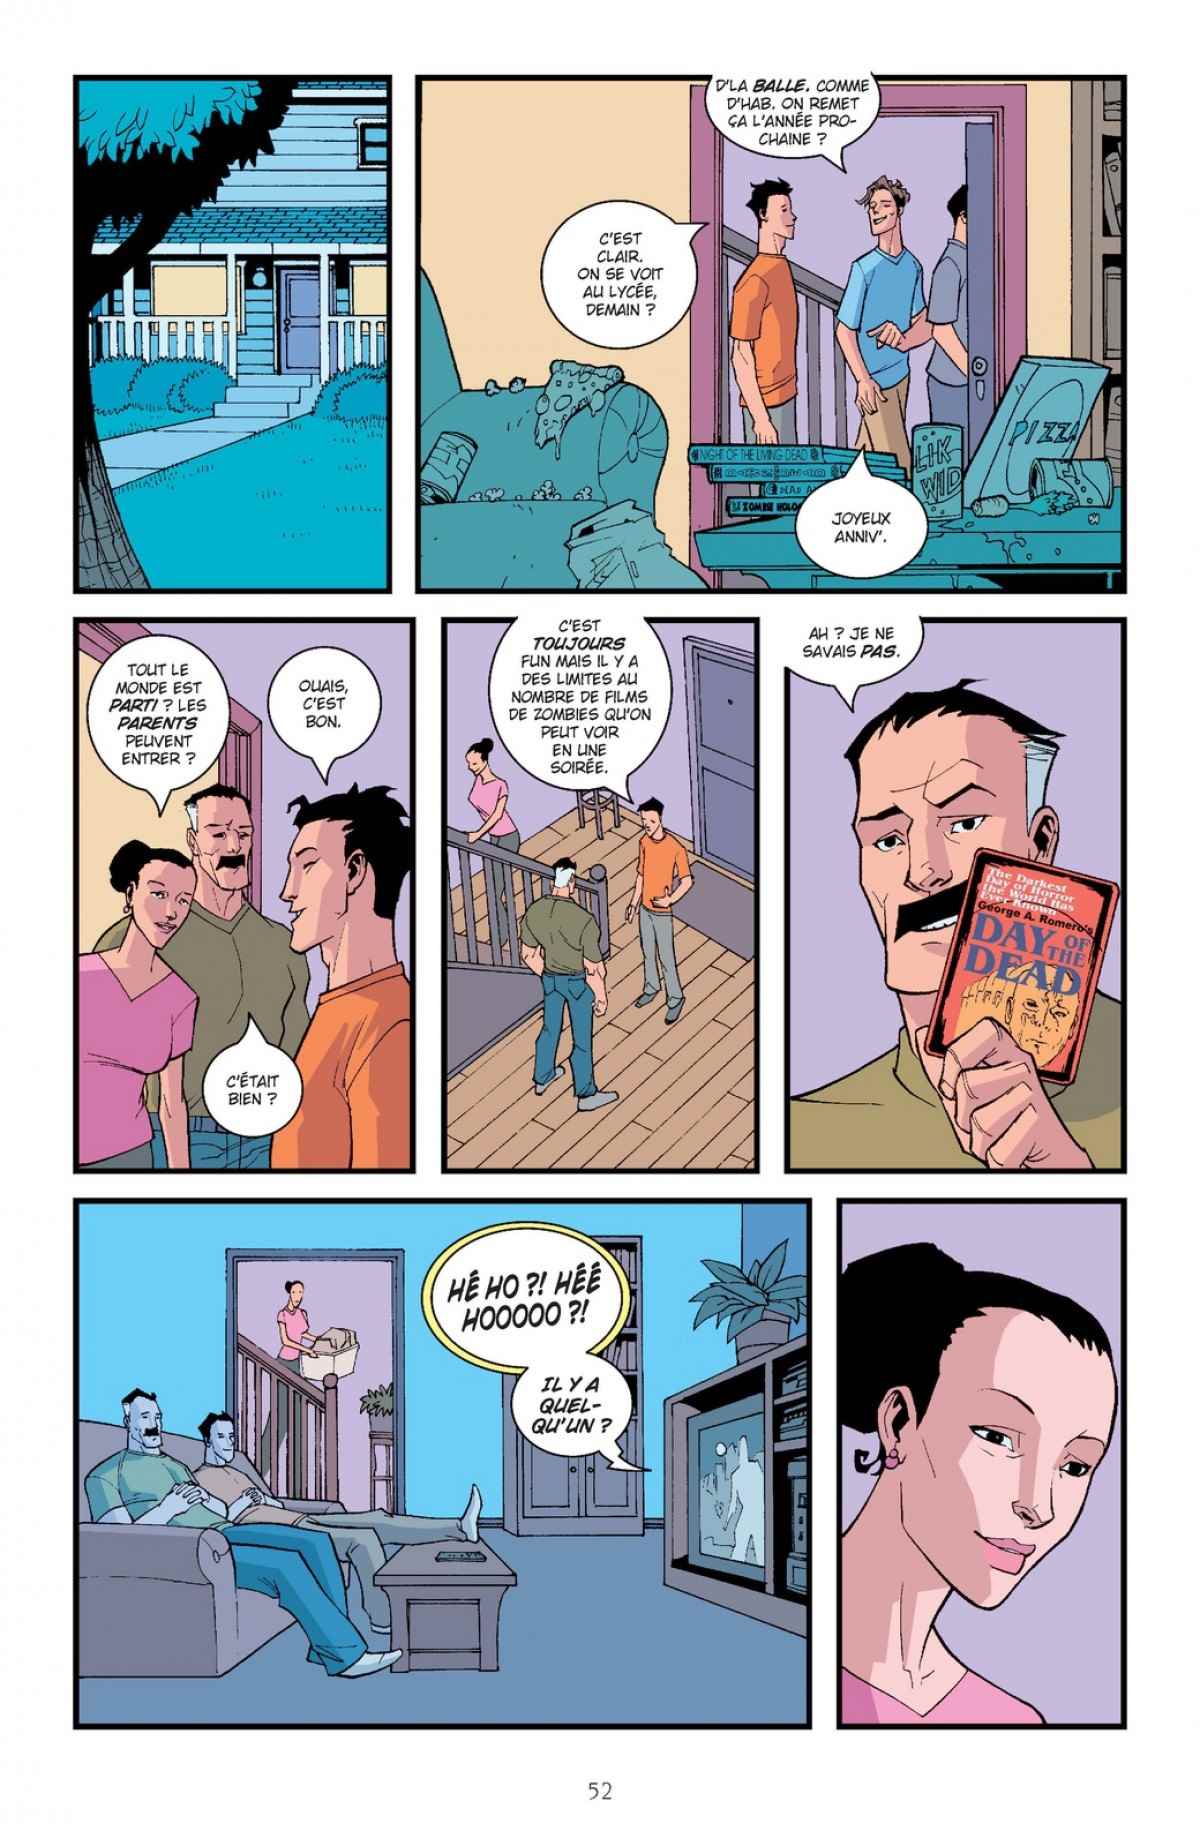 D'LA BALLE. COMME
D'HAB. ON REMET
ÇA L'ANNÉE PRO-
CHAINE ?
C'EST
CLAIR.
ON SE VOIT
AU LYCÉE,
DEMAIN ?
PIZZA
NIGHT OF THE LIVING DEAD
LIK
WID
ZOMBIE HOLO
JOYEUX
ANNIV'.
TOUT LE
MONDE EST
PARTI ? LES
PARENTS
PEUVENT
ENTRER ?
OUAIS,
C'EST
BON.
C'ÉTAIT
BIEN ?
C'EST
TOUJOURS
FUN MAIS IL Y A
DES LIMITES AU
NOMBRE DE FILMS
DE ZOMBIES QU'ON
PEUT VOIR
EN UNE
SOIRÉE.
AH ? JE NE
SAVAIS PAS.
The Darkest
Day of Horror
the World Has
Ever Known
George A. Romero's
DAY OF
THE
DEAD
HÉ HO ?! HÉÉ
HOOOOO ?!
IL Y A
QUEL-
QU'UN ?
52